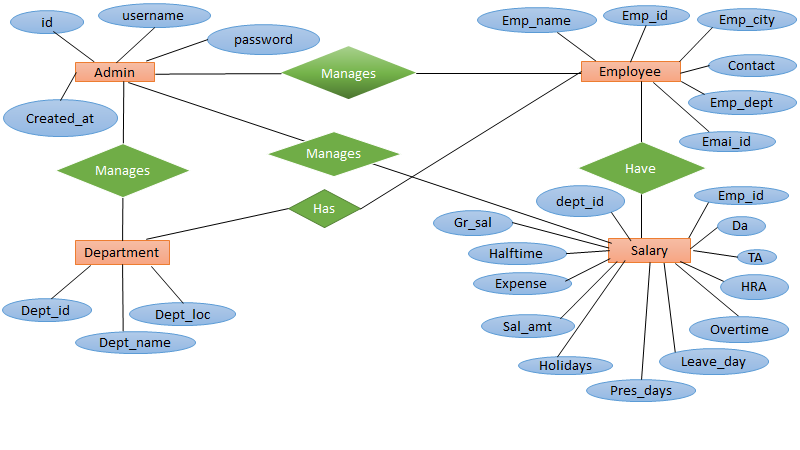 id
username
password
Admin
Created_at
Manages
Emp_name
Emp_id
Emp_city
Employee
Contact
Emp_dept
Emai_id
Manages
Manages
Have
Has
Department
Dept_id
Dept_loc
Dept_name
dept_id
Emp_id
Gr_sal
Da
Halftime
Salary
TA
Expense
HRA
Sal_amt
Overtime
Holidays
Leave_day
Pres_days